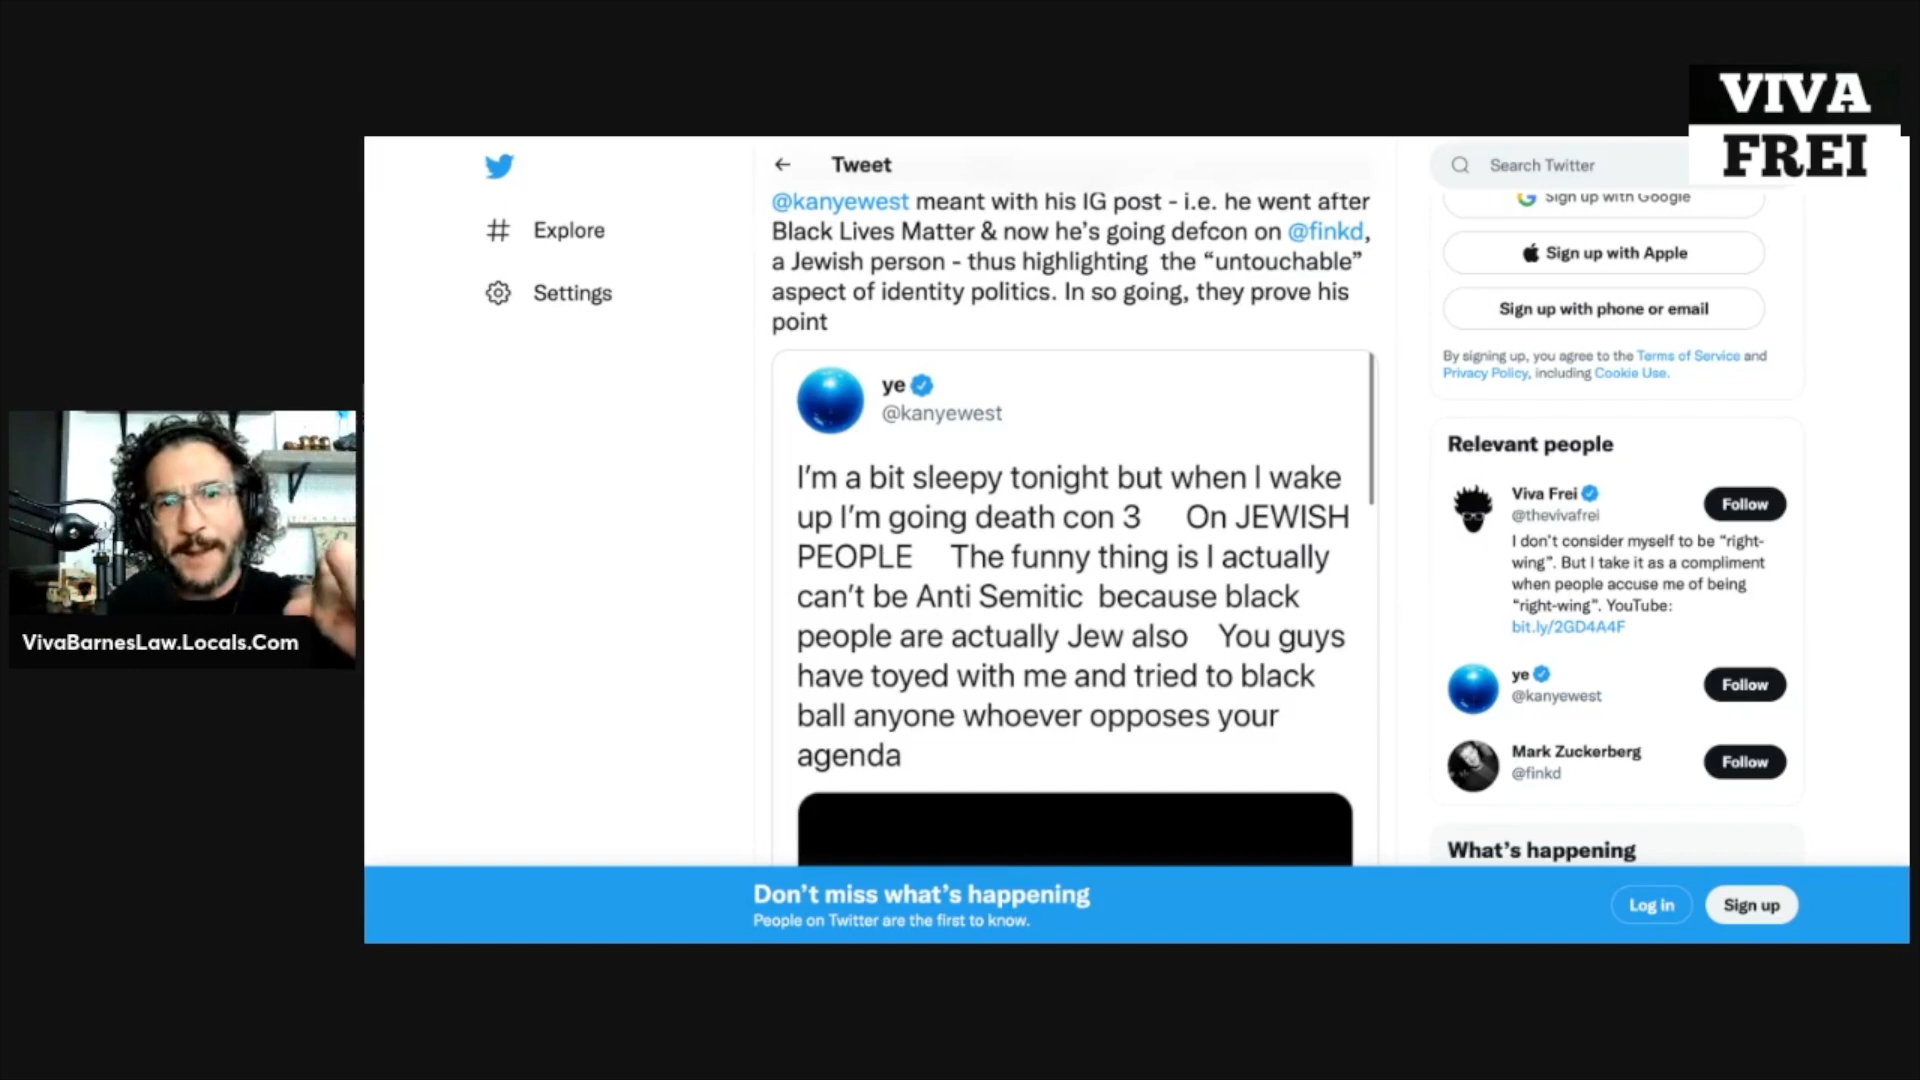 VIVA
FREI
Explore
Settings
Tweet
@kanyewest meant with his IG post - i.e. he went after
Black Lives Matter & now he's going defcon on @finkd,
a Jewish person - thus highlighting the “untouchable”
aspect of identity politics. In so going, they prove his
point
ye
@kanyewest
I'm a bit sleepy tonight but when I wake
up I'm going death con 3 On JEWISH
PEOPLE The funny thing is I actually
can't be Anti Semitic because black
people are actually Jew also You guys
have toyed with me and tried to black
ball anyone whoever opposes your
agenda
Search Twitter
Sign up with Google
Sign up with Apple
Sign up with phone or email
By signing up, you agree to the Terms of Service and
Privacy Policy, including Cookie Use.
Relevant people
Viva Frei
@thevivafrei
Follow
I don't consider myself to be “right-
wing”. But I take it as a compliment
when people accuse me of being
“right-wing”. YouTube:
bit.ly/2GD4A4F
ye
@kanyewest
Follow
Mark Zuckerberg
@finkd
Follow
What's happening
VivaBarnesLaw.Locals.Com
Don't miss what's happening
People on Twitter are the first to know.
Log in
Sign up